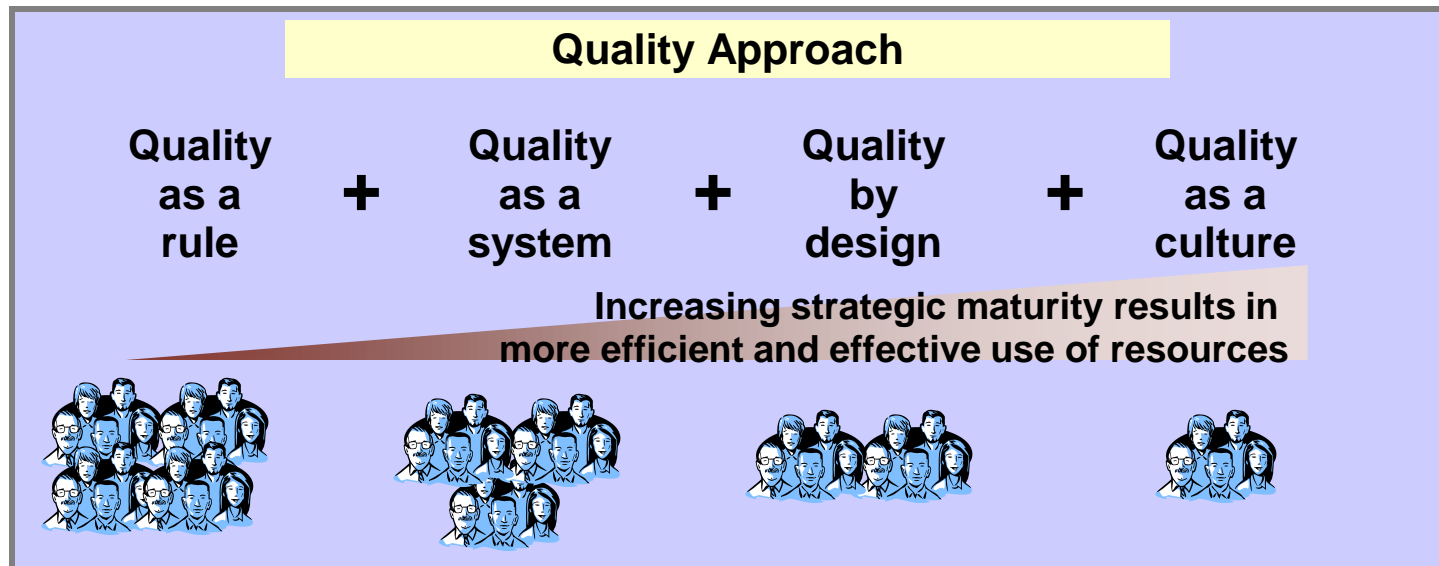 Quality Approach
Quality
as a
rule
+
Quality
as a
system
+
Quality
by
design
+
Quality
as a
culture
Increasing strategic maturity results in
more efficient and effective use of resources